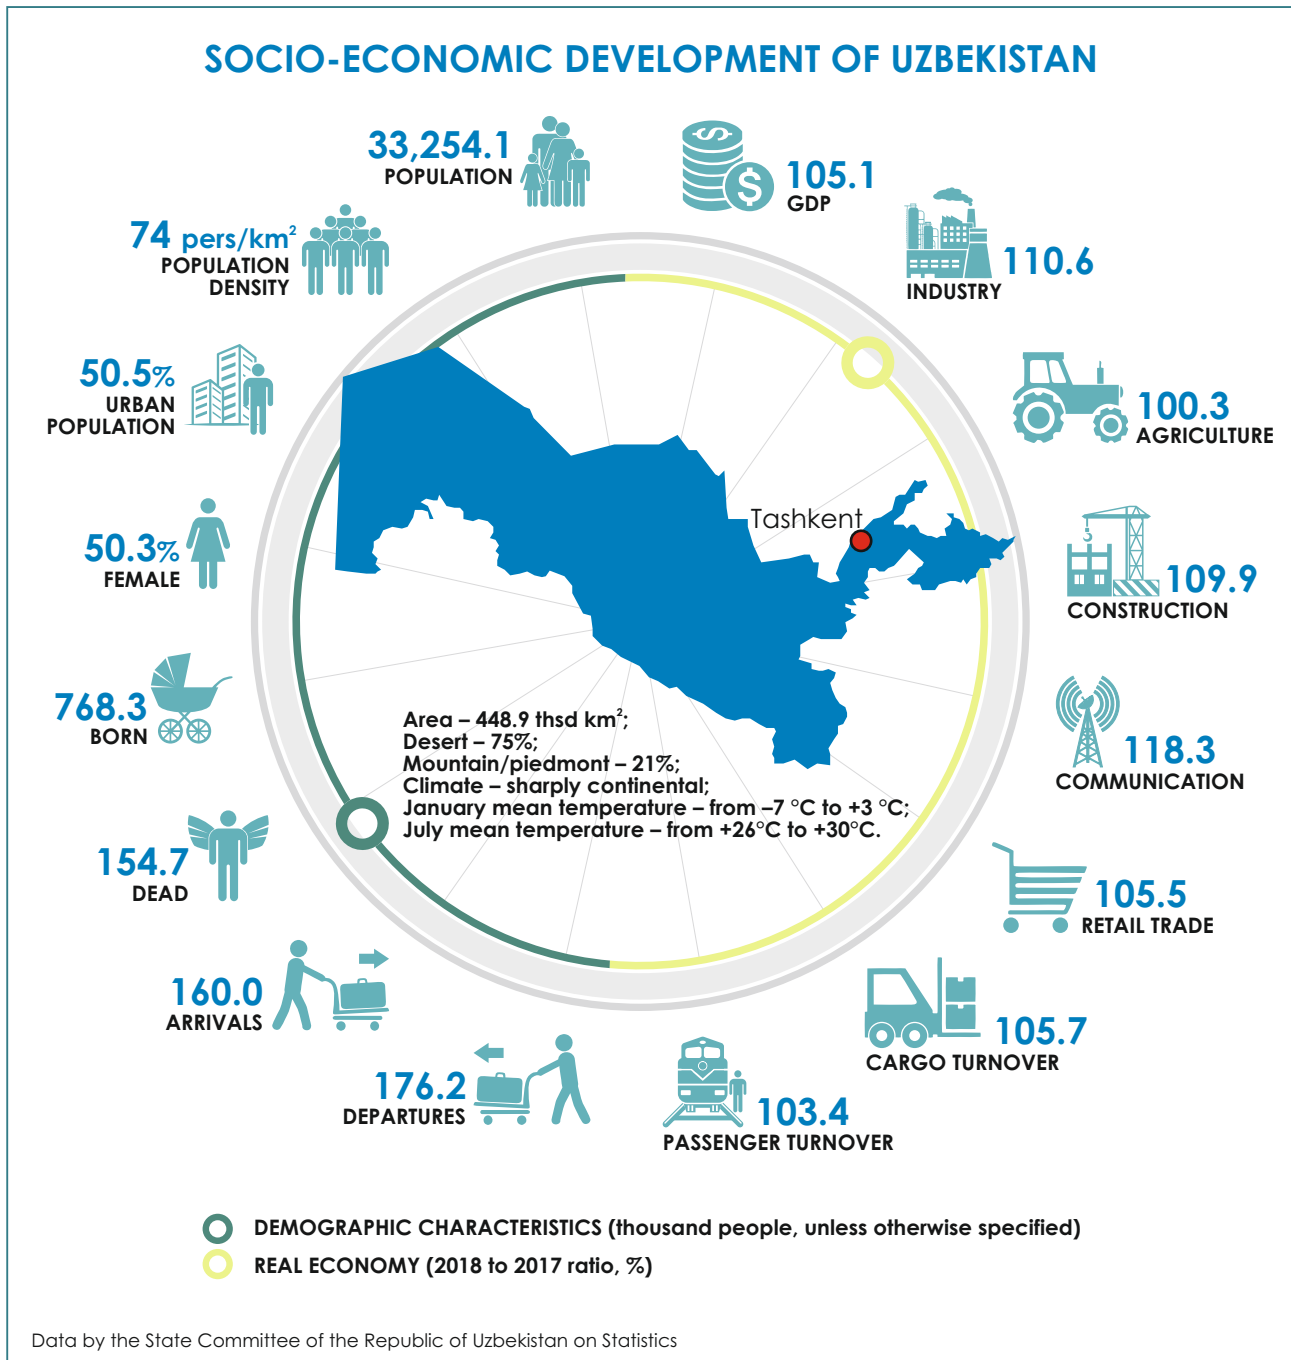 SOCIO-ECONOMIC DEVELOPMENT OF UZBEKISTAN
33,254.1
POPULATION
74 pers/km²
POPULATION
DENSITY
50.5%
URBAN
POPULATION
50.3%
FEMALE
768.3
BORN
154.7
DEAD
160.0
ARRIVALS
176.2
DEPARTURES
105.1
GDP
110.6
INDUSTRY
100.3
AGRICULTURE
109.9
CONSTRUCTION
118.3
COMMUNICATION
105.5
RETAIL TRADE
105.7
CARGO TURNOVER
103.4
PASSENGER TURNOVER
Tashkent
Area – 448.9 thsd km²;
Desert – 75%;
Mountain/piedmont – 21%;
Climate – sharply continental;
January mean temperature – from –7 °C to +3 °C;
July mean temperature – from +26°C to +30°C.
DEMOGRAPHIC CHARACTERISTICS (thousand people, unless otherwise specified)
REAL ECONOMY (2018 to 2017 ratio, %)
Data by the State Committee of the Republic of Uzbekistan on Statistics